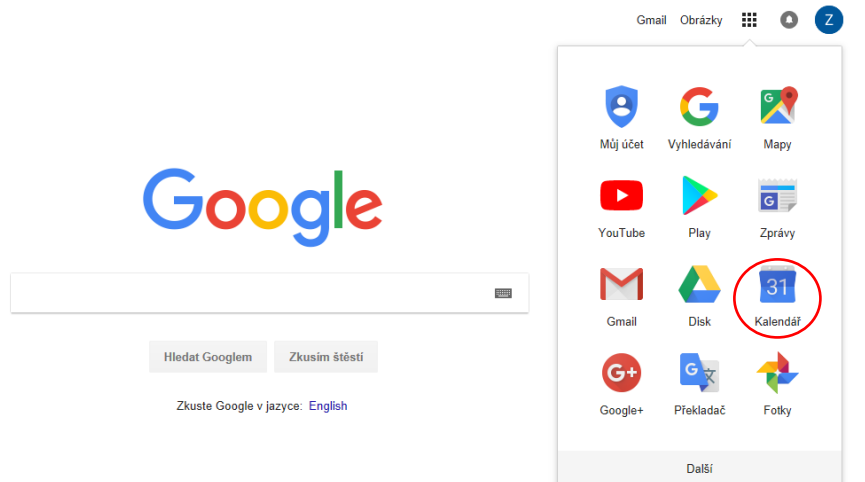 Gmail Obrázky Z
Můj účet Vyhledávání Mapy
Google
YouTube Play Zprávy
31
Gmail Disk Kalendář
Hledat Googlem Zkusím štěstí
G+ G 文
Google+ Překladač Fotky
Zkuste Google v jazyce: English
Další